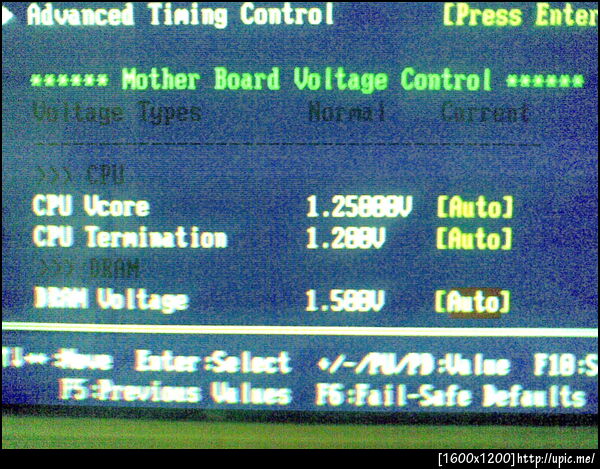 ▶ Advanced Timing Control [Press Enter
****** Mother Board Voltage Control ******
Voltage Types Normal Current
>>> CPU
CPU Vcore 1.25000V [Auto]
CPU Termination 1.200V [Auto]
>>> DRAM
DRAM Voltage 1.500V [Auto]
:Move Enter:Select +/-/PU/PD:Value F10:S
F5:Previous Values F6:Fail-Safe Defaults
[1600x1200]http://upic.me/